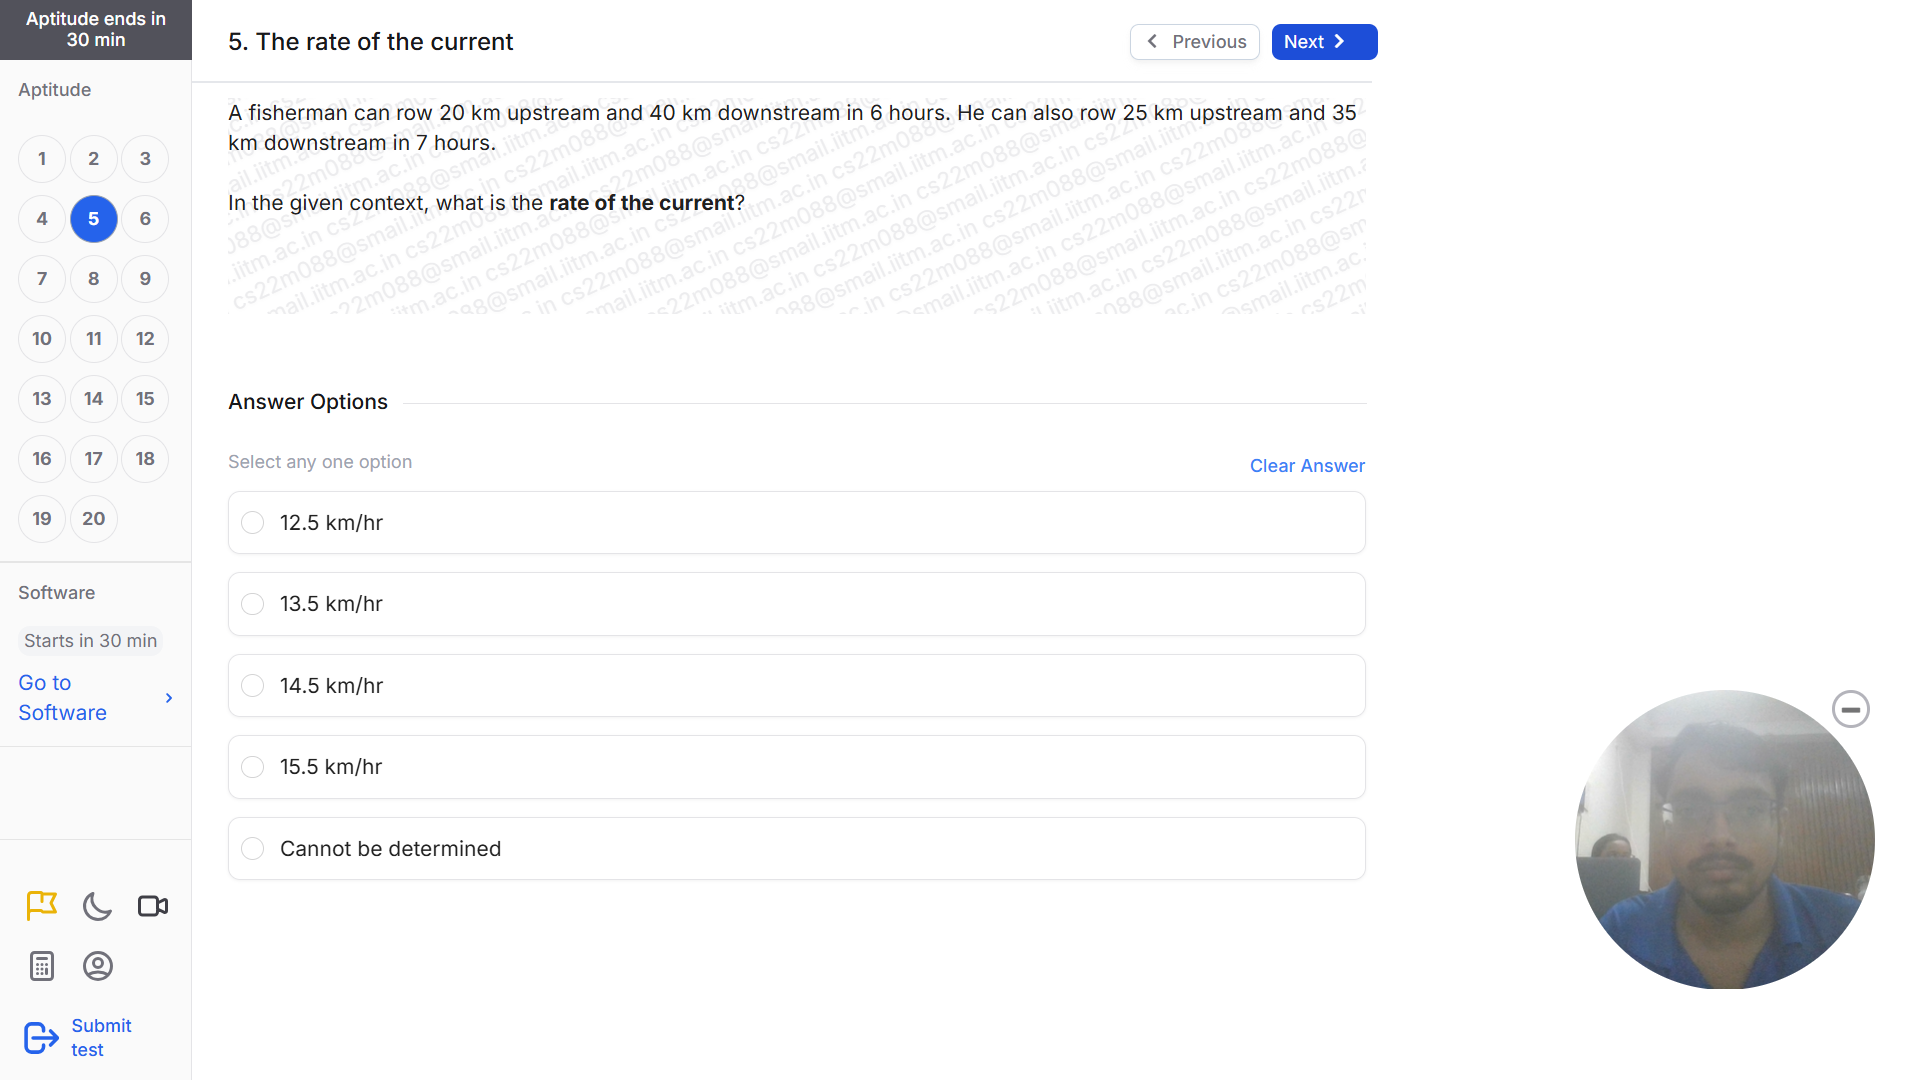 Aptitude ends in
30 min
5. The rate of the current
Previous
Next
Aptitude
1 2 3
4 5 6
7 8 9
10 11 12
13 14 15
16 17 18
19 20
Software
Starts in 30 min
Go to
Software
Submit
test
A fisherman can row 20 km upstream and 40 km downstream in 6 hours. He can also row 25 km upstream and 35
km downstream in 7 hours.
In the given context, what is the rate of the current?
cs22m088@smail.iitm.ac.in
Answer Options
Select any one option
Clear Answer
12.5 km/hr
13.5 km/hr
14.5 km/hr
15.5 km/hr
Cannot be determined